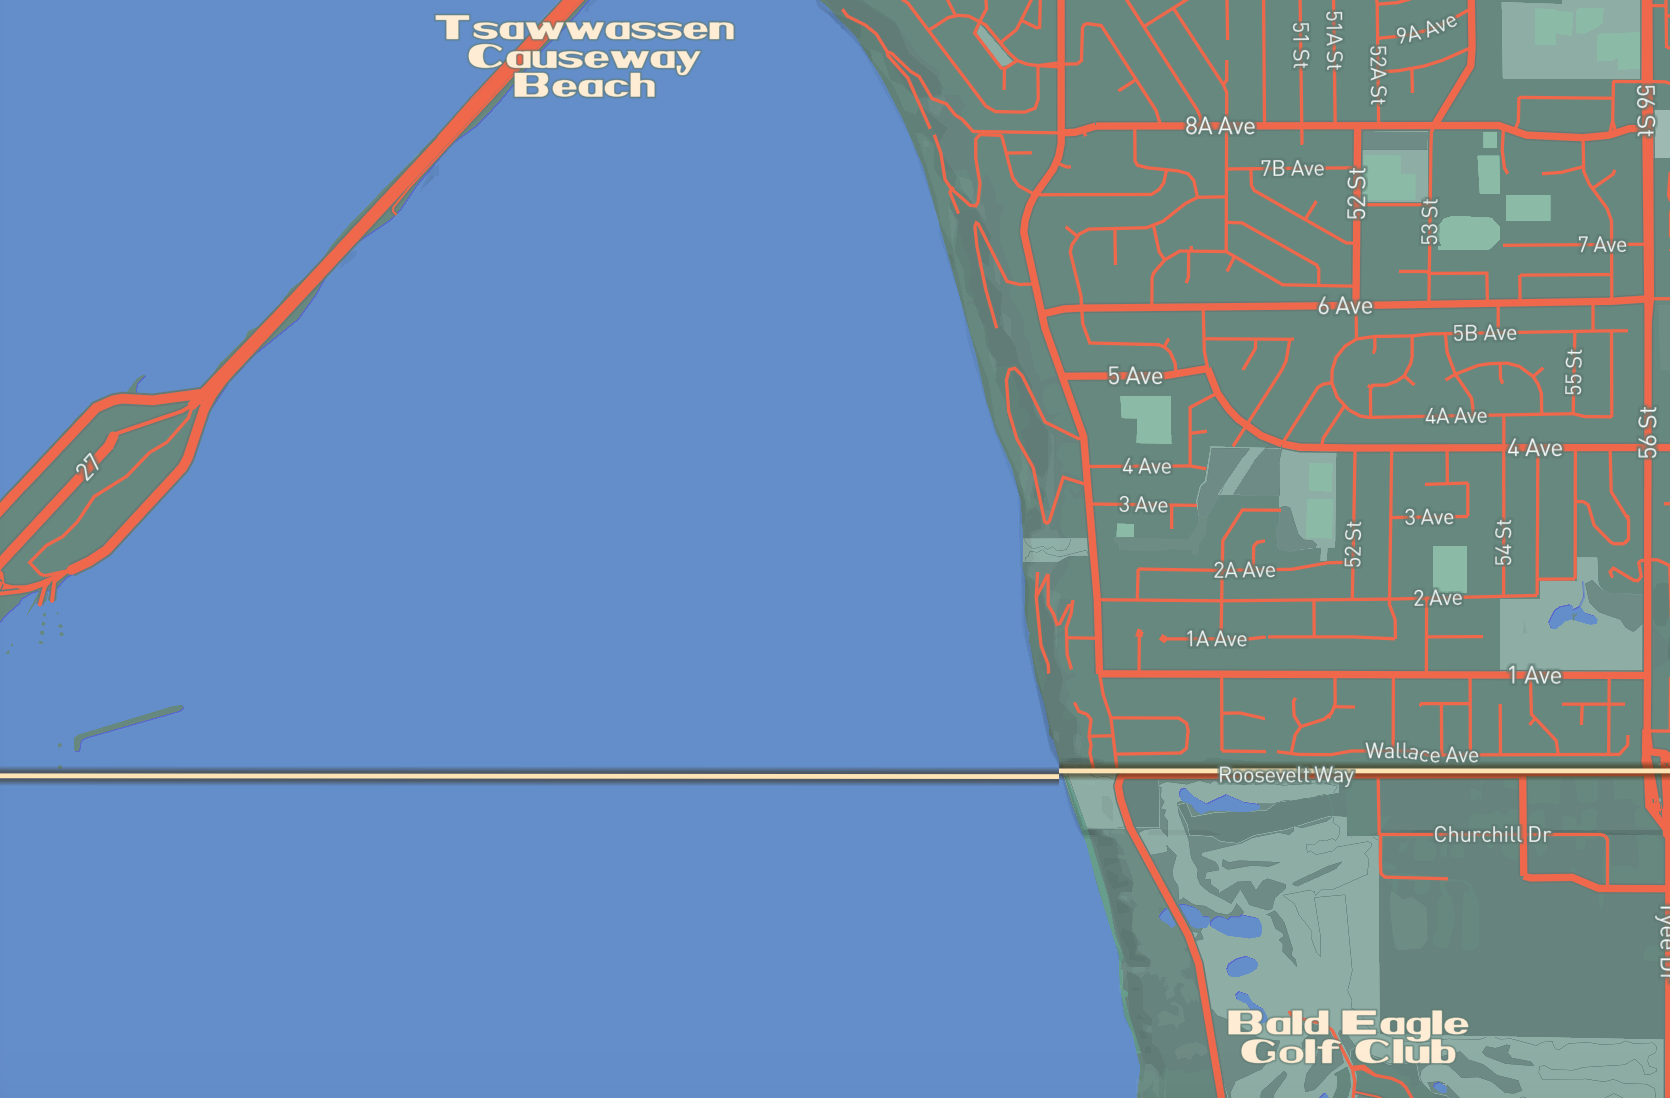 Tsawwassen
Causeway
Beach
51 St
51A St
52A St
9A Ave
56 St
8A Ave
7B Ave
52 St
53 St
7 Ave
6 Ave
5B Ave
55 St
5 Ave
4A Ave
56 St
4 Ave
27
4 Ave
3 Ave
3 Ave
52 St
54 St
2A Ave
2 Ave
1A Ave
1 Ave
Wallace Ave
Roosevelt Way
Churchill Dr
Tyee Dr
Bald Eagle
Golf Club